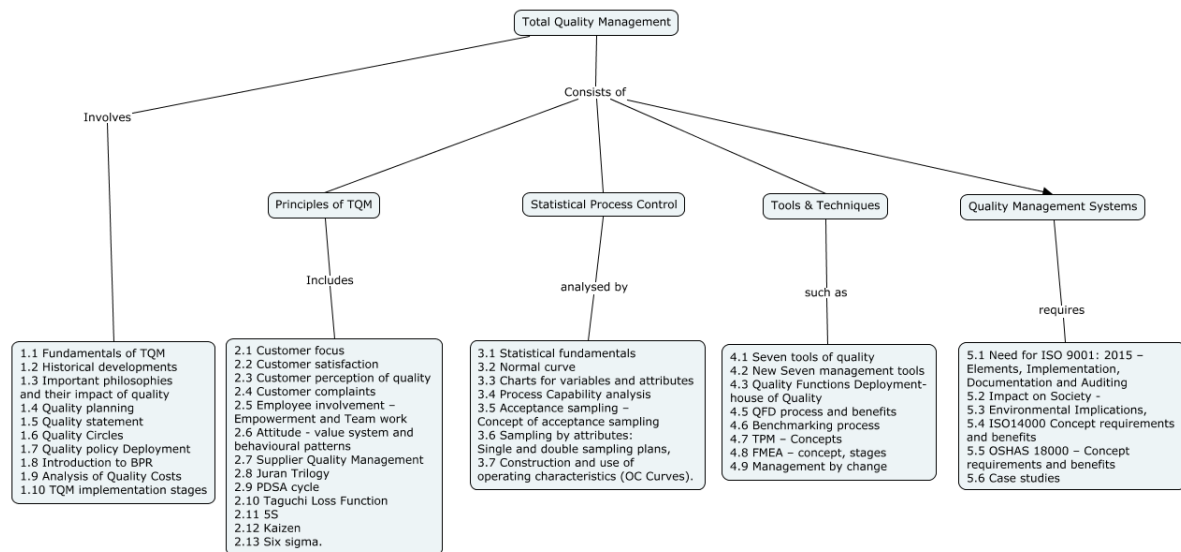 Total Quality Management
Involves
Consists of
Principles of TQM
Statistical Process Control
Tools & Techniques
Quality Management Systems
Includes
analysed by
such as
requires
1.1 Fundamentals of TQM
1.2 Historical developments
1.3 Important philosophies
and their impact of quality
1.4 Quality planning
1.5 Quality statement
1.6 Quality Circles
1.7 Quality policy Deployment
1.8 Introduction to BPR
1.9 Analysis of Quality Costs
1.10 TQM implementation stages
2.1 Customer focus
2.2 Customer satisfaction
2.3 Customer perception of quality
2.4 Customer complaints
2.5 Employee involvement –
Empowerment and Team work
2.6 Attitude - value system and
behavioural patterns
2.7 Supplier Quality Management
2.8 Juran Trilogy
2.9 PDSA cycle
2.10 Taguchi Loss Function
2.11 5S
2.12 Kaizen
2.13 Six sigma.
3.1 Statistical fundamentals
3.2 Normal curve
3.3 Charts for variables and attributes
3.4 Process Capability analysis
3.5 Acceptance sampling –
Concept of acceptance sampling
3.6 Sampling by attributes:
Single and double sampling plans,
3.7 Construction and use of
operating characteristics (OC Curves).
4.1 Seven tools of quality
4.2 New Seven management tools
4.3 Quality Functions Deployment-
house of Quality
4.5 QFD process and benefits
4.6 Benchmarking process
4.7 TPM – Concepts
4.8 FMEA – concept, stages
4.9 Management by change
5.1 Need for ISO 9001: 2015 –
Elements, Implementation,
Documentation and Auditing
5.2 Impact on Society -
5.3 Environmental Implications,
5.4 ISO14000 Concept requirements
and benefits
5.5 OSHAS 18000 – Concept
requirements and benefits
5.6 Case studies